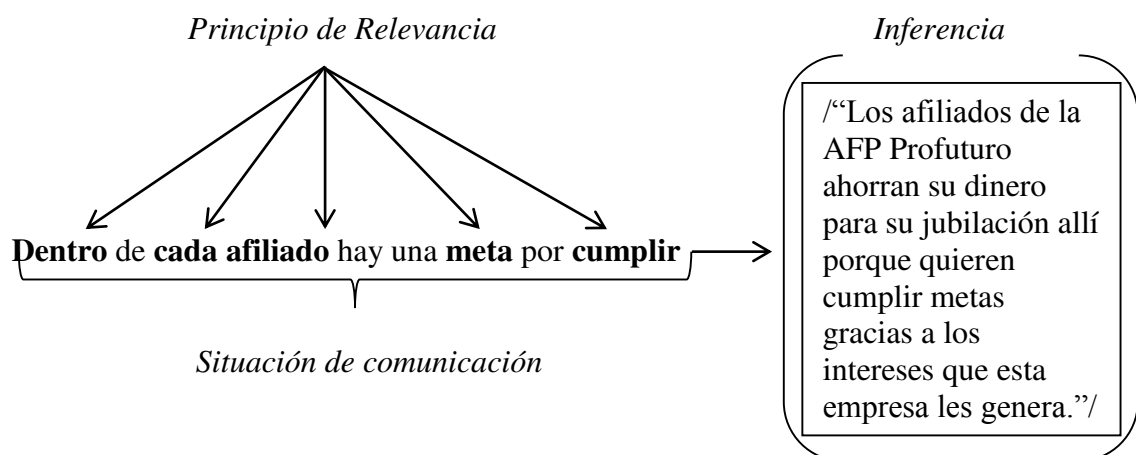 Principio de Relevancia
Inferencia
Dentro de cada afiliado hay una meta por cumplir
Situación de comunicación
/“Los afiliados de la
AFP Profuturo
ahorran su dinero
para su jubilación allí
porque quieren
cumplir metas
gracias a los
intereses que esta
empresa les genera.”/